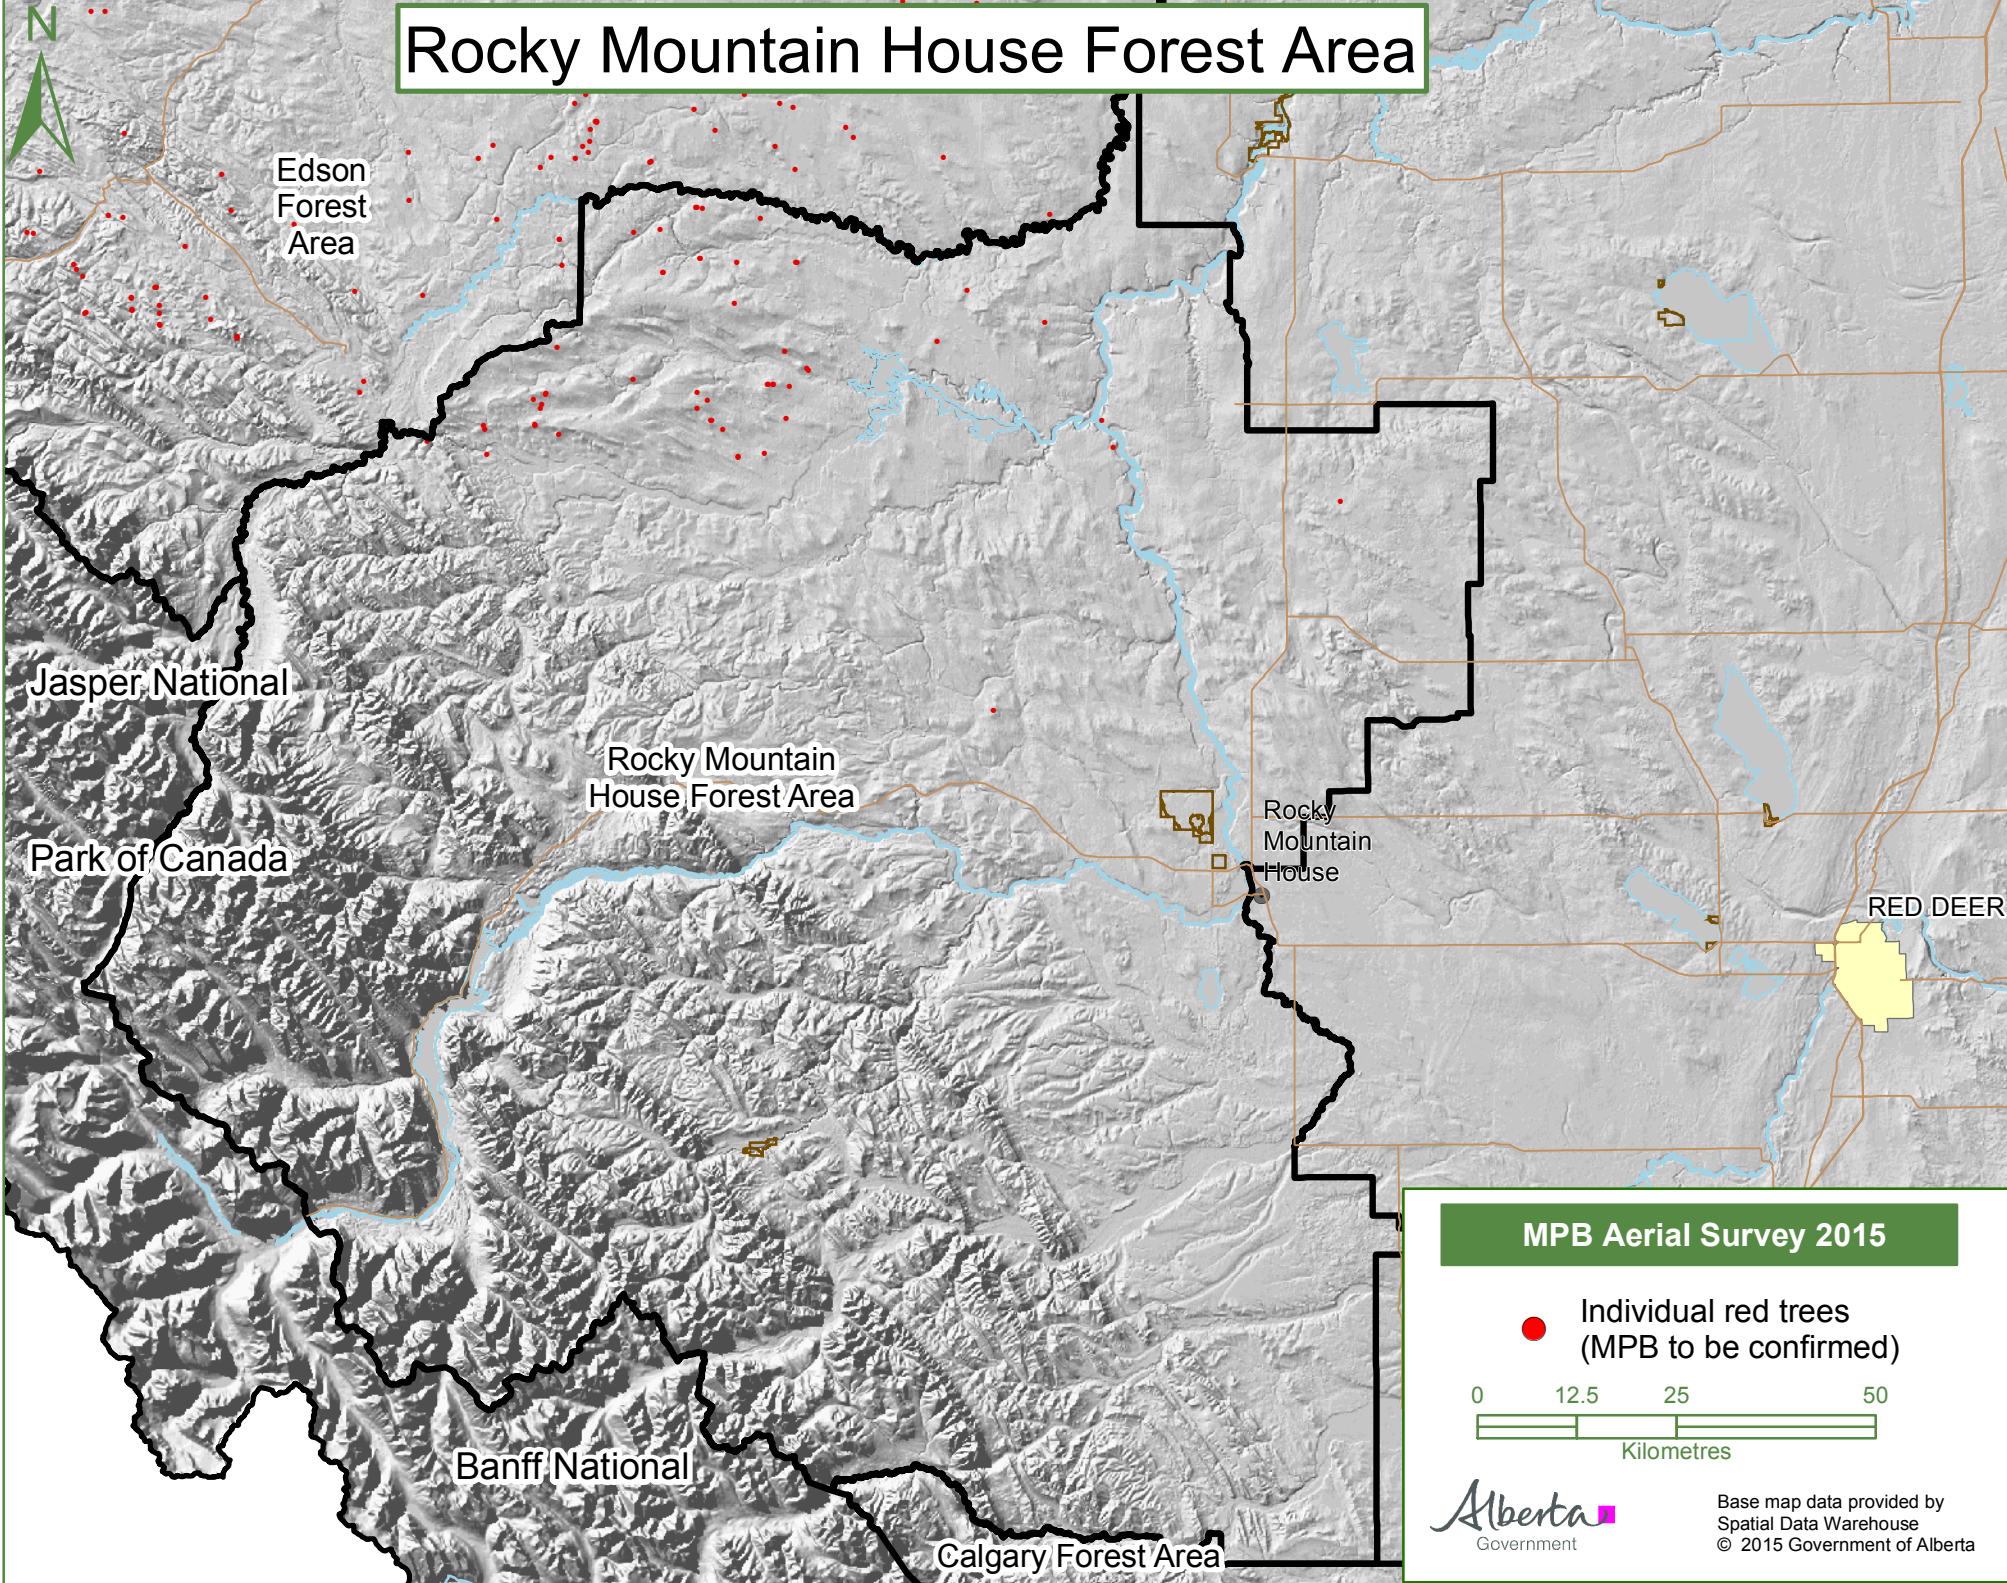 N
Rocky Mountain House Forest Area
Edson
Forest
Area
Jasper National
Park of Canada
Rocky Mountain
House Forest Area
Rocky
Mountain
House
RED DEER
Banff National
Calgary Forest Area
MPB Aerial Survey 2015
Individual red trees
(MPB to be confirmed)
0 12.5 25 50
Kilometres
Alberta
Government
Base map data provided by
Spatial Data Warehouse
© 2015 Government of Alberta